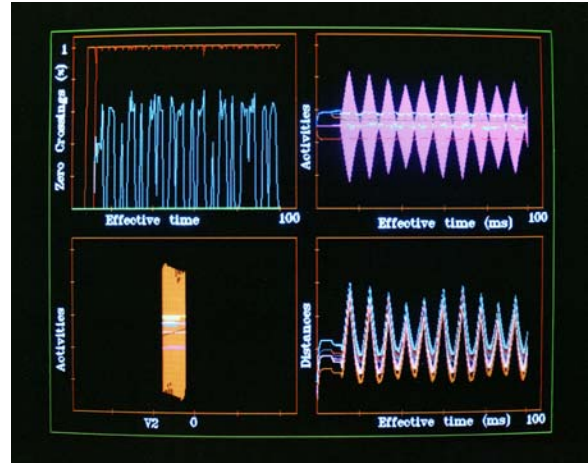 1
Zero Crossings (%)
Effective time 100
Activities
Effective time (ms) 100
Activities
V2 0
Distances
Effective time (ms) 100